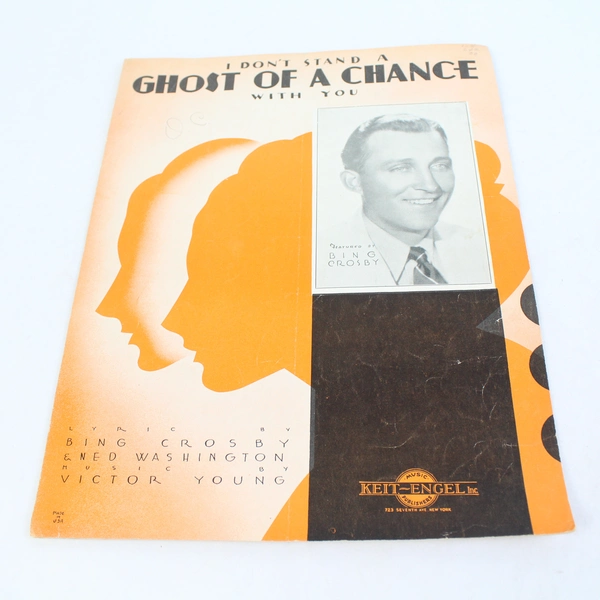 I DON'T STAND A
GHOST OF A CHANCE
WITH YOU
BING
CROSBY
LYRIC BY
BING CROSBY
& NED WASHINGTON
MUSIC BY
VICTOR YOUNG
MUSIC
KEIT-ENGEL Inc
PUBLISHERS
723 SEVENTH AVE. NEW YORK